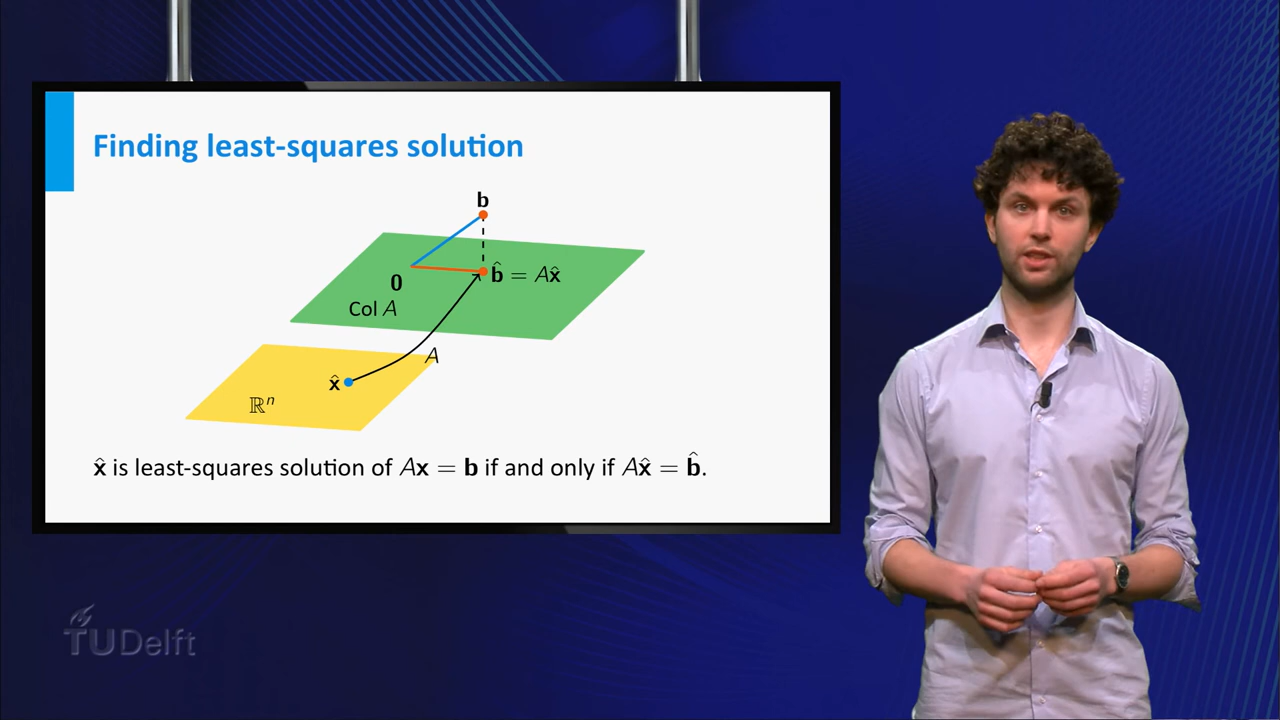 Finding least-squares solution
b
0
b̂ = Ax̂
Col A
A
x̂
ℝⁿ
x̂ is least-squares solution of Ax = b if and only if Ax̂ = b̂.
TUDelft